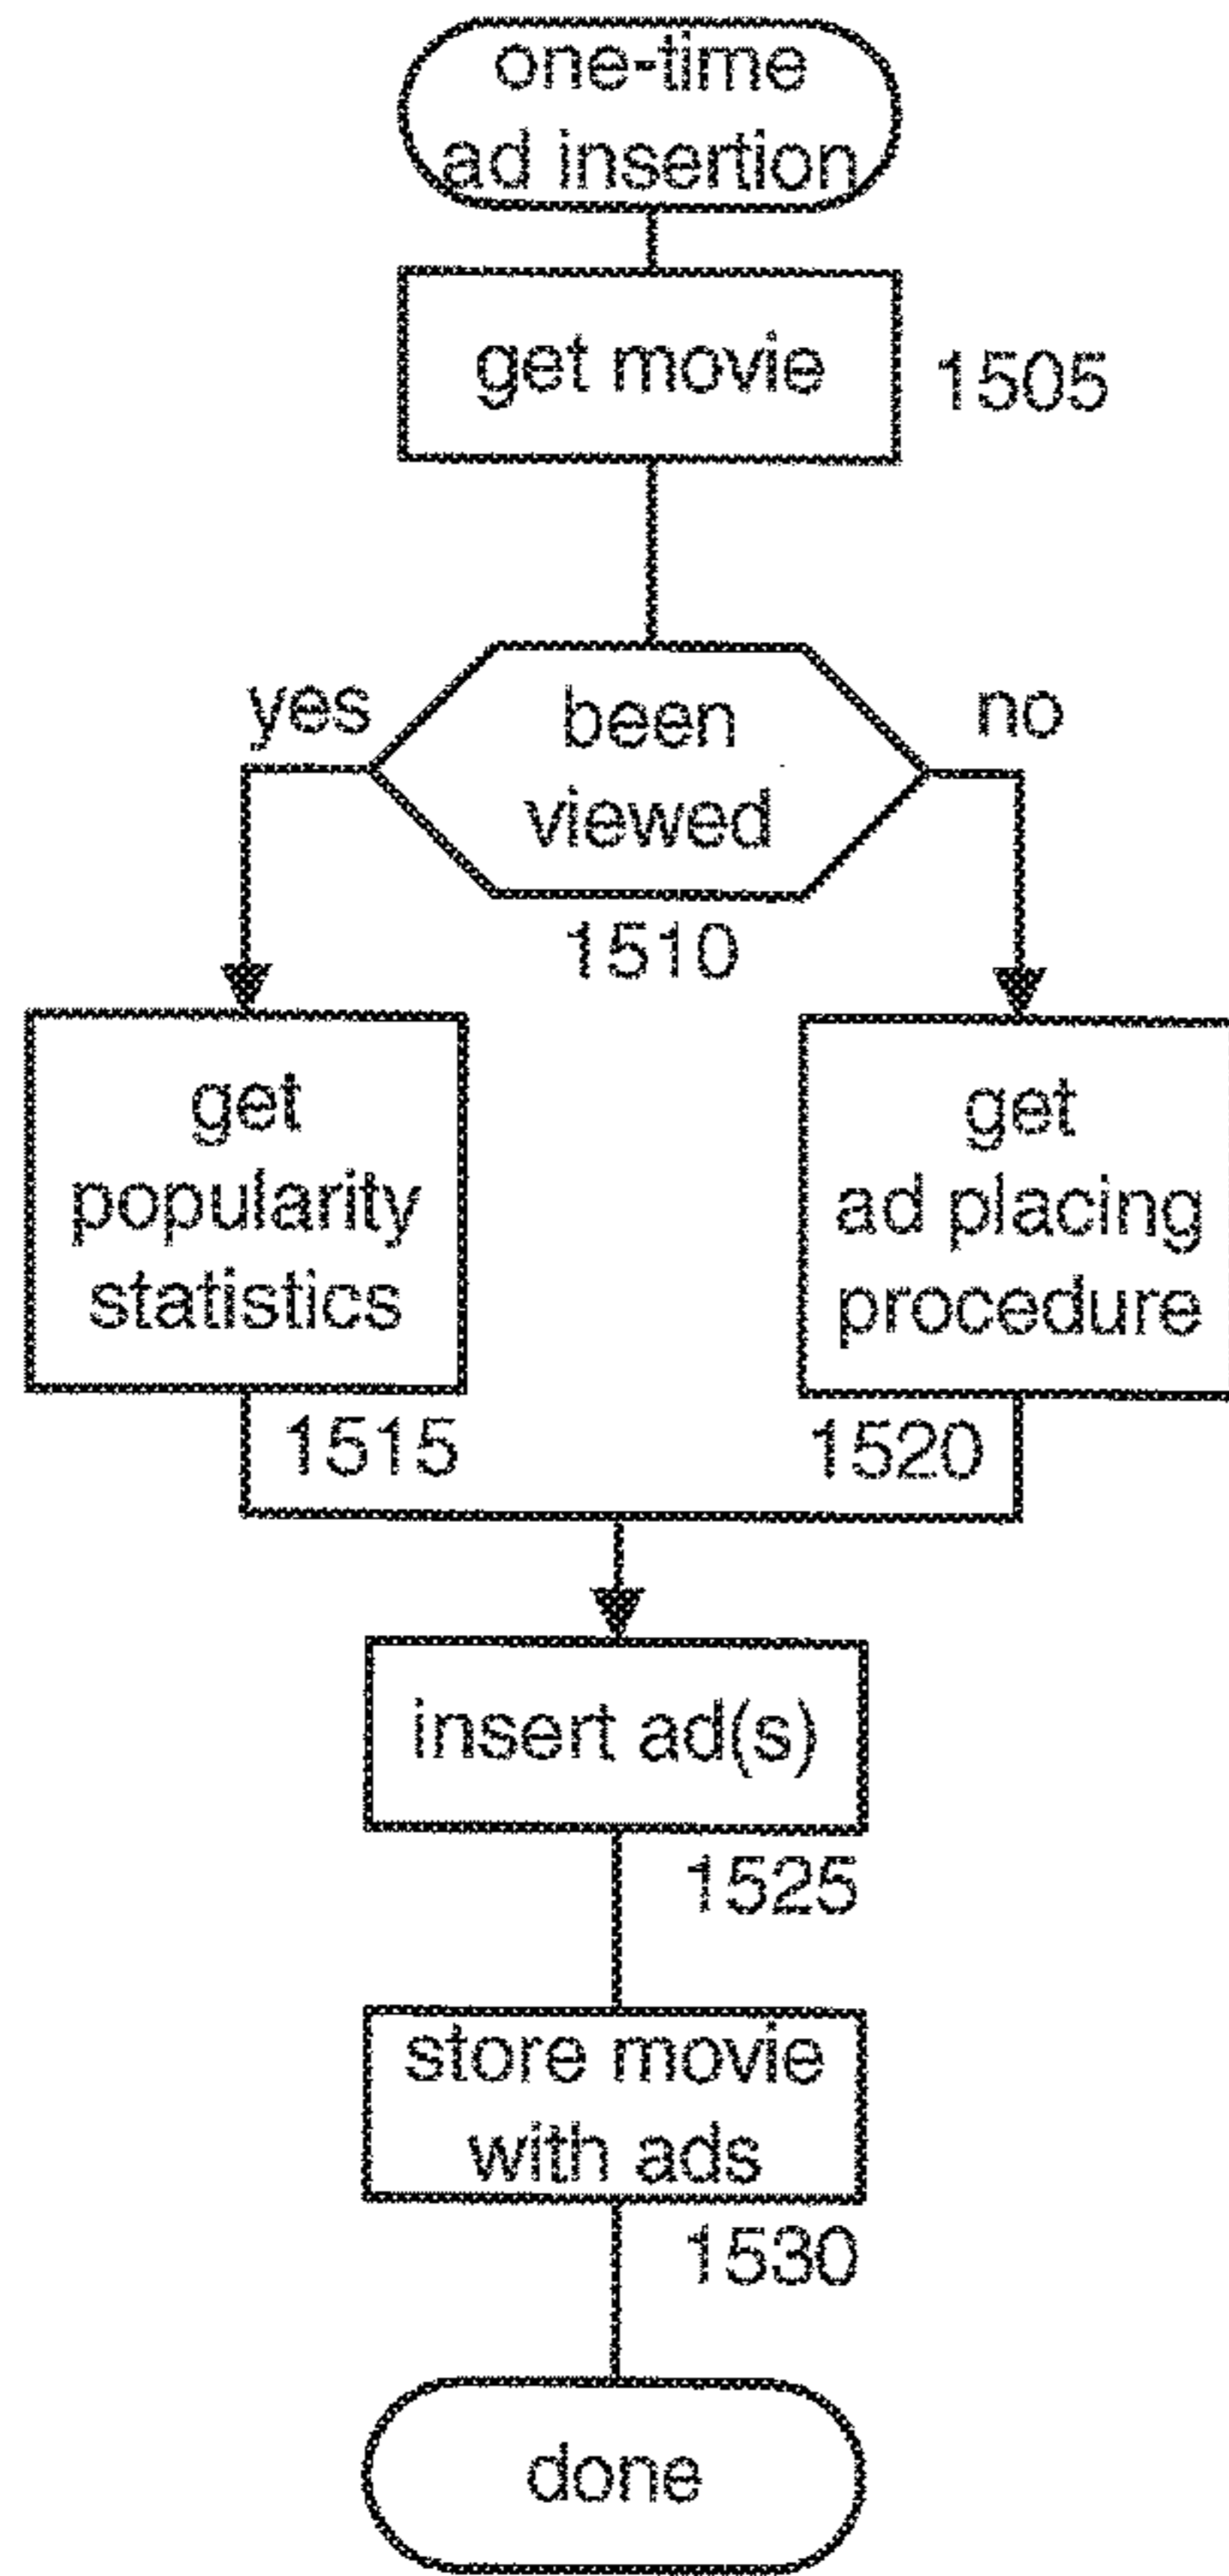 one-time
ad insertion
get movie
1505
yes
been
viewed
no
1510
get
popularity
statistics
1515
get
ad placing
procedure
1520
insert ad(s)
1525
store movie
with ads
1530
done